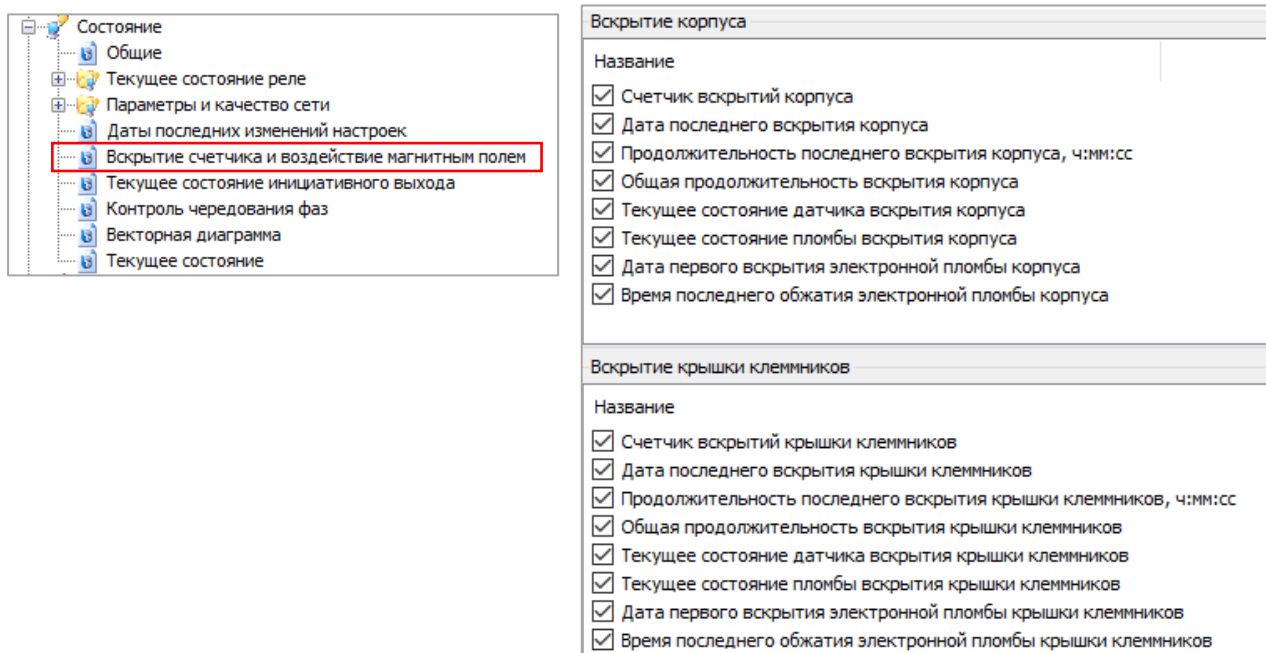 Состояние
Общие
Текущее состояние реле
Параметры и качество сети
Даты последних изменений настроек
Вскрытие счетчика и воздействие магнитным полем
Текущее состояние инициативного выхода
Контроль чередования фаз
Векторная диаграмма
Текущее состояние
Вскрытие корпуса
Название
Счетчик вскрытий корпуса
Дата последнего вскрытия корпуса
Продолжительность последнего вскрытия корпуса, ч:мм:сс
Общая продолжительность вскрытия корпуса
Текущее состояние датчика вскрытия корпуса
Текущее состояние пломбы вскрытия корпуса
Дата первого вскрытия электронной пломбы корпуса
Время последнего обжатия электронной пломбы корпуса
Вскрытие крышки клеммников
Название
Счетчик вскрытий крышки клеммников
Дата последнего вскрытия крышки клеммников
Продолжительность последнего вскрытия крышки клеммников, ч:мм:сс
Общая продолжительность вскрытия крышки клеммников
Текущее состояние датчика вскрытия крышки клеммников
Текущее состояние пломбы вскрытия крышки клеммников
Дата первого вскрытия электронной пломбы крышки клеммников
Время последнего обжатия электронной пломбы крышки клеммников